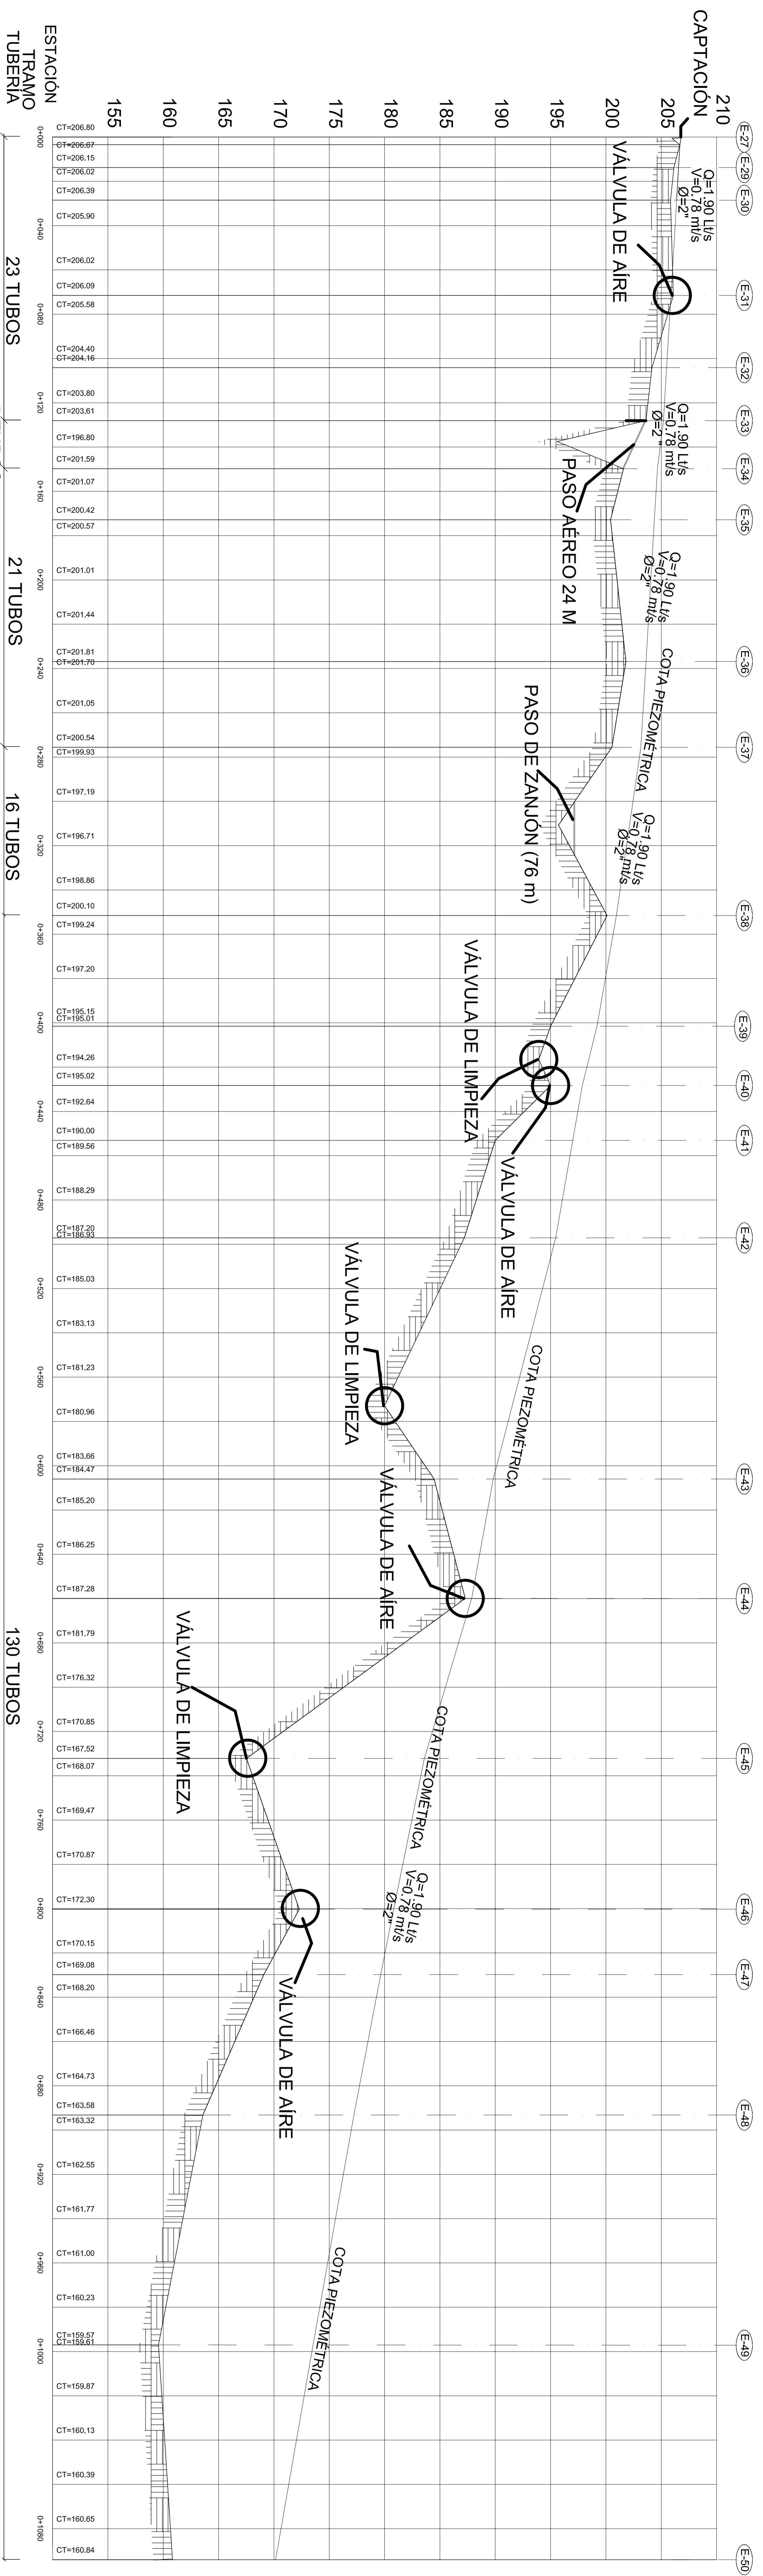 CAPTACIÓN
210
205
200
195
190
185
180
175
170
165
160
155
ESTACIÓN
TRAMO
TUBERÍA
E-27
E-29
E-30
E-31
E-32
E-33
E-34
E-35
E-36
E-37
E-38
E-39
E-40
E-41
E-42
E-43
E-44
E-45
E-46
E-47
E-48
E-49
E-50
Q=1.90 Lt/s
V=0.78 mt/s
Ø=2"
VÁLVULA DE AÍRE
Q=1.90 Lt/s
V=0.78 mt/s
Ø=2"
PASO AÉREO 24 M
Q=1.90 Lt/s
V=0.78 mt/s
Ø=2"
COTA PIEZOMÉTRICA
PASO DE ZANJÓN (76 m)
Q=1.90 Lt/s
V=0.78 mt/s
Ø=2"
VÁLVULA DE LIMPIEZA
VÁLVULA DE AÍRE
COTA PIEZOMÉTRICA
VÁLVULA DE LIMPIEZA
VÁLVULA DE AÍRE
COTA PIEZOMÉTRICA
VÁLVULA DE LIMPIEZA
Q=1.90 Lt/s
V=0.78 mt/s
Ø=2"
VÁLVULA DE AÍRE
COTA PIEZOMÉTRICA
CT=206.80
CT=206.67
CT=206.15
CT=206.02
CT=206.39
CT=205.90
CT=206.02
CT=206.09
CT=205.58
CT=204.40
CT=204.16
CT=203.80
CT=203.61
CT=196.80
CT=201.59
CT=201.07
CT=200.42
CT=200.57
CT=201.01
CT=201.44
CT=201.81
CT=201.70
CT=201.05
CT=200.54
CT=199.93
CT=197.19
CT=196.71
CT=198.86
CT=200.10
CT=199.24
CT=197.20
CT=195.15
CT=195.01
CT=194.26
CT=195.02
CT=192.64
CT=190.00
CT=189.56
CT=188.29
CT=187.20
CT=186.93
CT=185.03
CT=183.13
CT=181.23
CT=180.96
CT=183.66
CT=184.47
CT=185.20
CT=186.25
CT=187.28
CT=181.79
CT=176.32
CT=170.85
CT=167.52
CT=168.07
CT=169.47
CT=170.87
CT=172.30
CT=170.15
CT=169.08
CT=168.20
CT=166.46
CT=164.73
CT=163.58
CT=163.32
CT=162.55
CT=161.77
CT=161.00
CT=160.23
CT=159.57
CT=159.61
CT=159.87
CT=160.13
CT=160.39
CT=160.65
CT=160.84
0+000
0+040
0+080
0+120
0+160
0+200
0+240
0+280
0+320
0+360
0+400
0+440
0+480
0+520
0+560
0+600
0+640
0+680
0+720
0+760
0+800
0+840
0+880
0+920
0+960
0+1000
0+1080
23 TUBOS
21 TUBOS
16 TUBOS
130 TUBOS